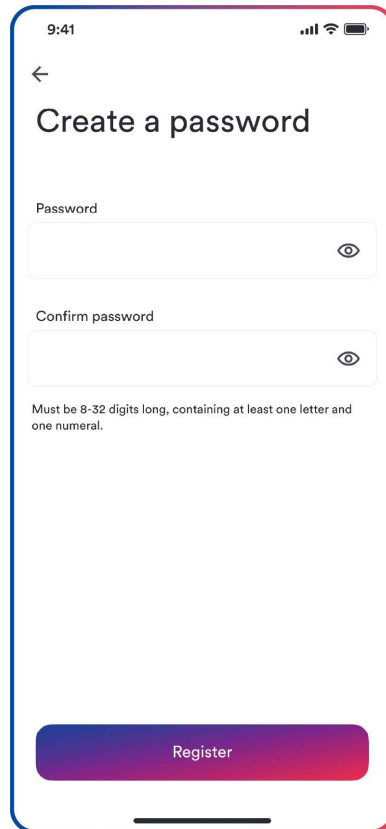 9:41
Create a password
Password
Confirm password
Must be 8-32 digits long, containing at least one letter and
one numeral.
Register